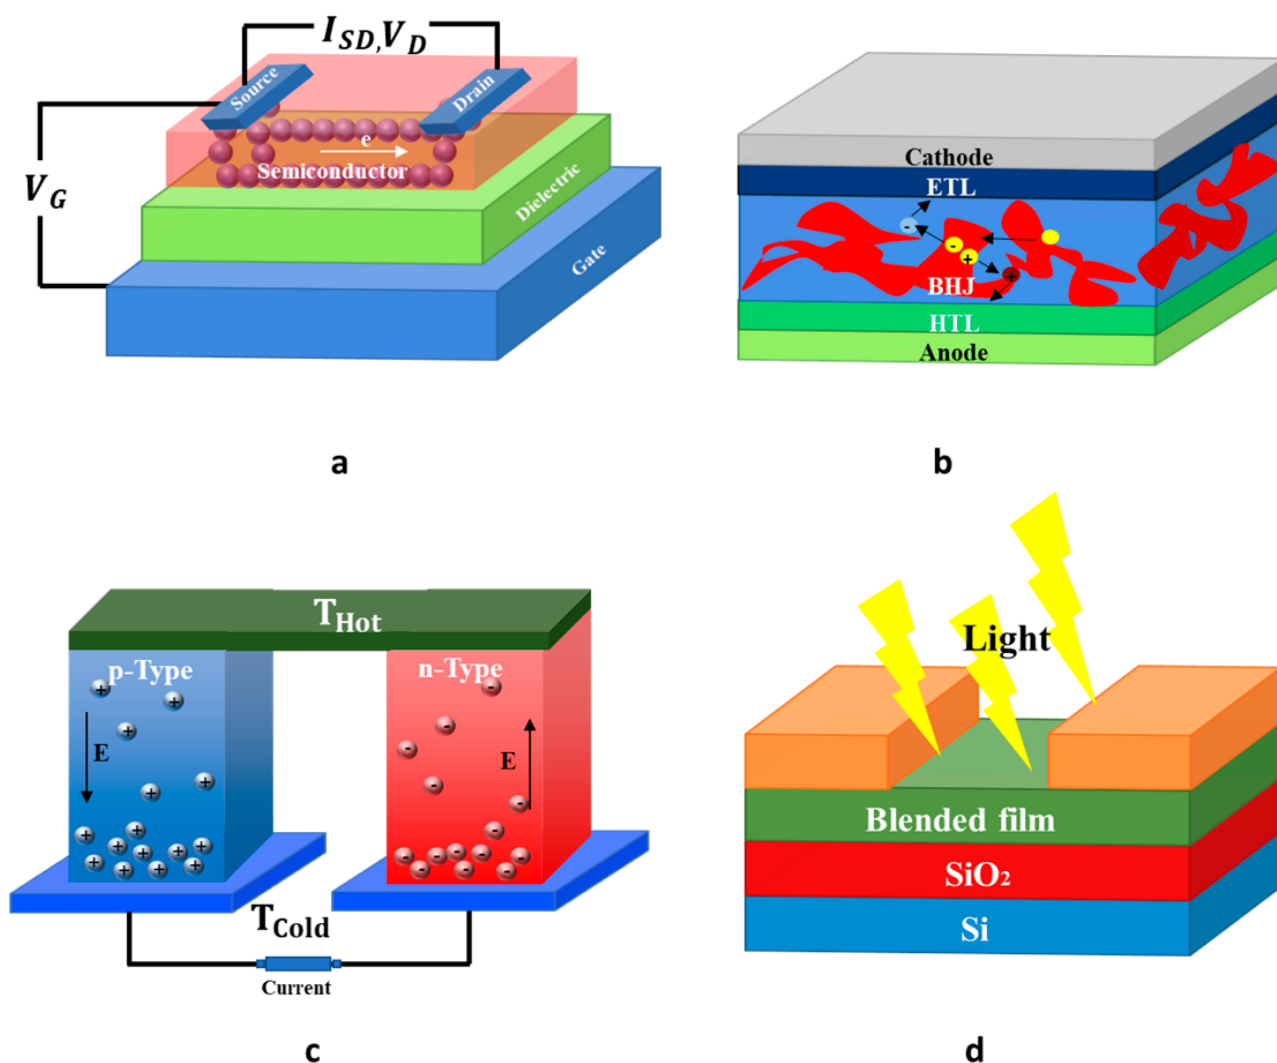 I_SD,V_D
Source
Drain
e
Semiconductor
V_G
Dielectric
Gate
a
Cathode
ETL
-
-
+
+
BHJ
HTL
Anode
b
T_Hot
p-Type
n-Type
E
E
+ + + + + + + + + + + + + +
- - - - - - - - - - - - - -
T_Cold
Current
c
Light
Blended film
SiO₂
Si
d